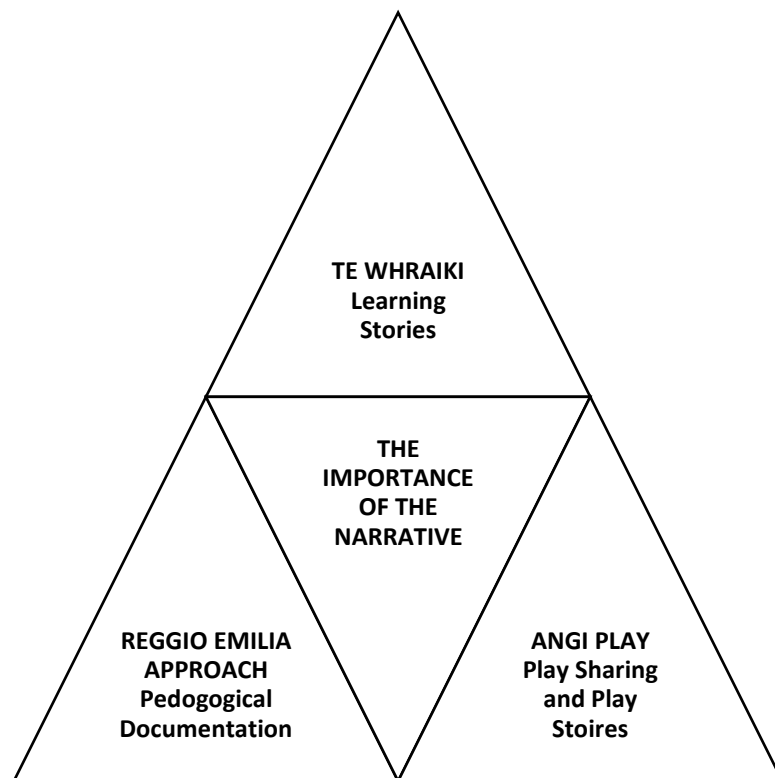 TE WHRAIKI
Learning
Stories
THE
IMPORTANCE
OF THE
NARRATIVE
REGGIO EMILIA
APPROACH
Pedogogical
Documentation
ANGI PLAY
Play Sharing
and Play
Stoires